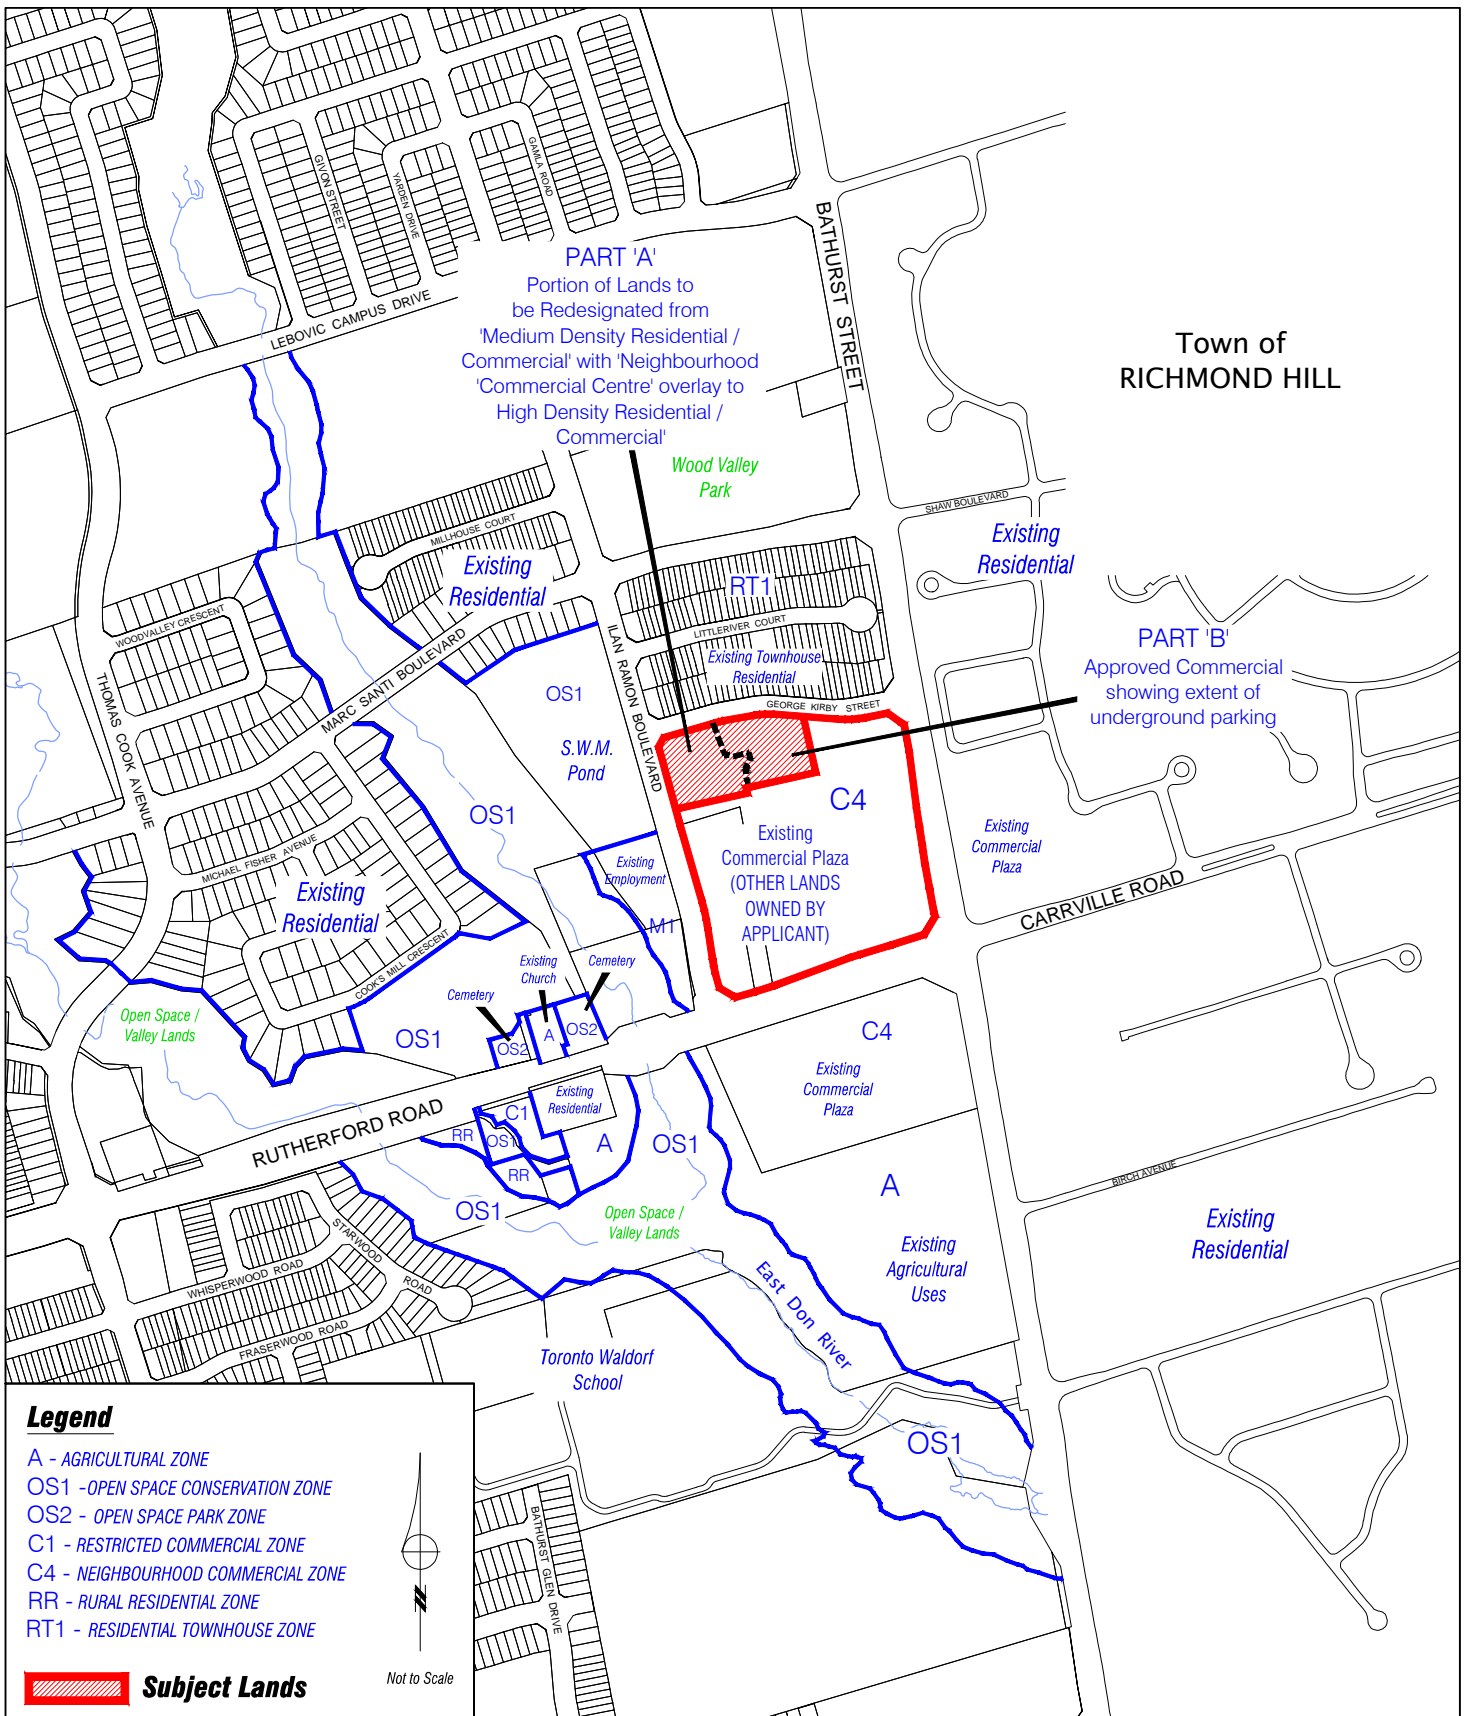 GIVON STREET
YARDEN DRIVE
GAMLA ROAD
BATHURST STREET
LEBOVIC CAMPUS DRIVE
PART 'A'
Portion of Lands to
be Redesignated from
'Medium Density Residential /
Commercial' with 'Neighbourhood
'Commercial Centre' overlay to
High Density Residential /
Commercial'
Town of
RICHMOND HILL
Wood Valley
Park
SHAW BOULEVARD
MILLHOUSE COURT
Existing
Residential
Existing
Residential
RT1
LITTLERIVER COURT
Existing Townhouse
Residential
GEORGE KIRBY STREET
WOODVALLEY CRESCENT
MARC SANTI BOULEVARD
ILAN RAMON BOULEVARD
THOMAS COOK AVENUE
PART 'B'
Approved Commercial
showing extent of
underground parking
OS1
S.W.M.
Pond
OS1
C4
Existing
Commercial Plaza
(OTHER LANDS
OWNED BY
APPLICANT)
Existing
Commercial
Plaza
CARRVILLE ROAD
MICHAEL FISHER AVENUE
Existing
Residential
COOK'S MILL CRESCENT
Existing
Employment
M1
Existing
Church
Cemetery
Cemetery
Open Space /
Valley Lands
OS1
OS2
A
OS2
C4
Existing
Commercial
Plaza
RUTHERFORD ROAD
Existing
Residential
C1
RR
OS1
RR
A
OS1
OS1
Open Space /
Valley Lands
A
Existing
Agricultural
Uses
BIRCH AVENUE
Existing
Residential
STARWOOD ROAD
WHISPERWOOD ROAD
FRASERWOOD ROAD
East Don River
Toronto Waldorf
School
OS1
BATHURST GLEN DRIVE
Legend
A - AGRICULTURAL ZONE
OS1 -OPEN SPACE CONSERVATION ZONE
OS2 - OPEN SPACE PARK ZONE
C1 - RESTRICTED COMMERCIAL ZONE
C4 - NEIGHBOURHOOD COMMERCIAL ZONE
RR - RURAL RESIDENTIAL ZONE
RT1 - RESIDENTIAL TOWNHOUSE ZONE
Subject Lands
Not to Scale